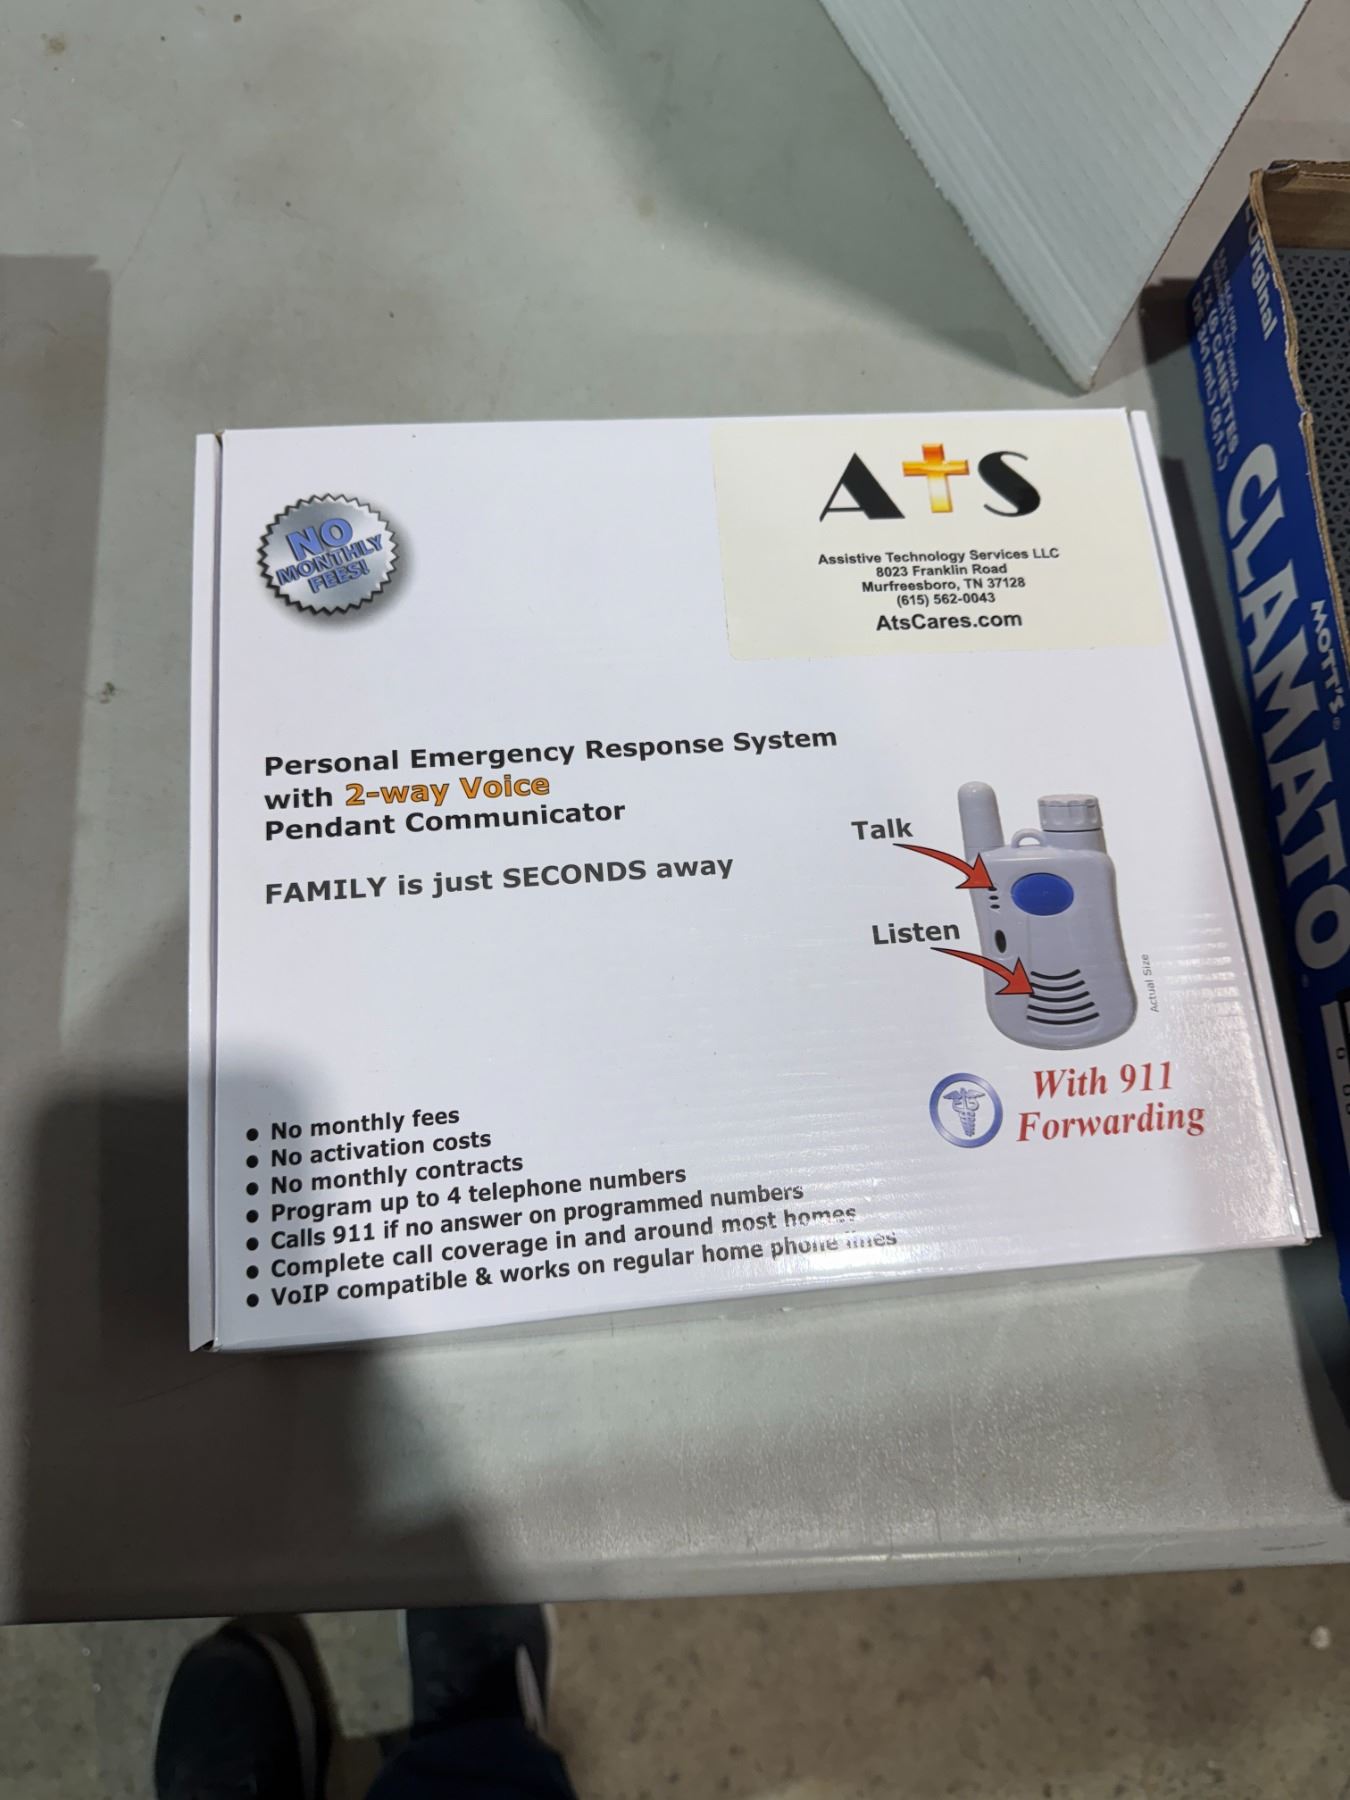 NO
MONTHLY
FEES!
AtS
Assistive Technology Services LLC
8023 Franklin Road
Murfreesboro, TN 37128
(615) 562-0043
AtsCares.com
Personal Emergency Response System
with 2-way Voice
Pendant Communicator
FAMILY is just SECONDS away
Talk
Listen
Actual Size
With 911
Forwarding
• No monthly fees
• No activation costs
• No monthly contracts
• Program up to 4 telephone numbers
• Calls 911 if no answer on programmed numbers
• Complete call coverage in and around most homes
• VoIP compatible & works on regular home phone lines
Original
MOTT'S®
CLAMATO®